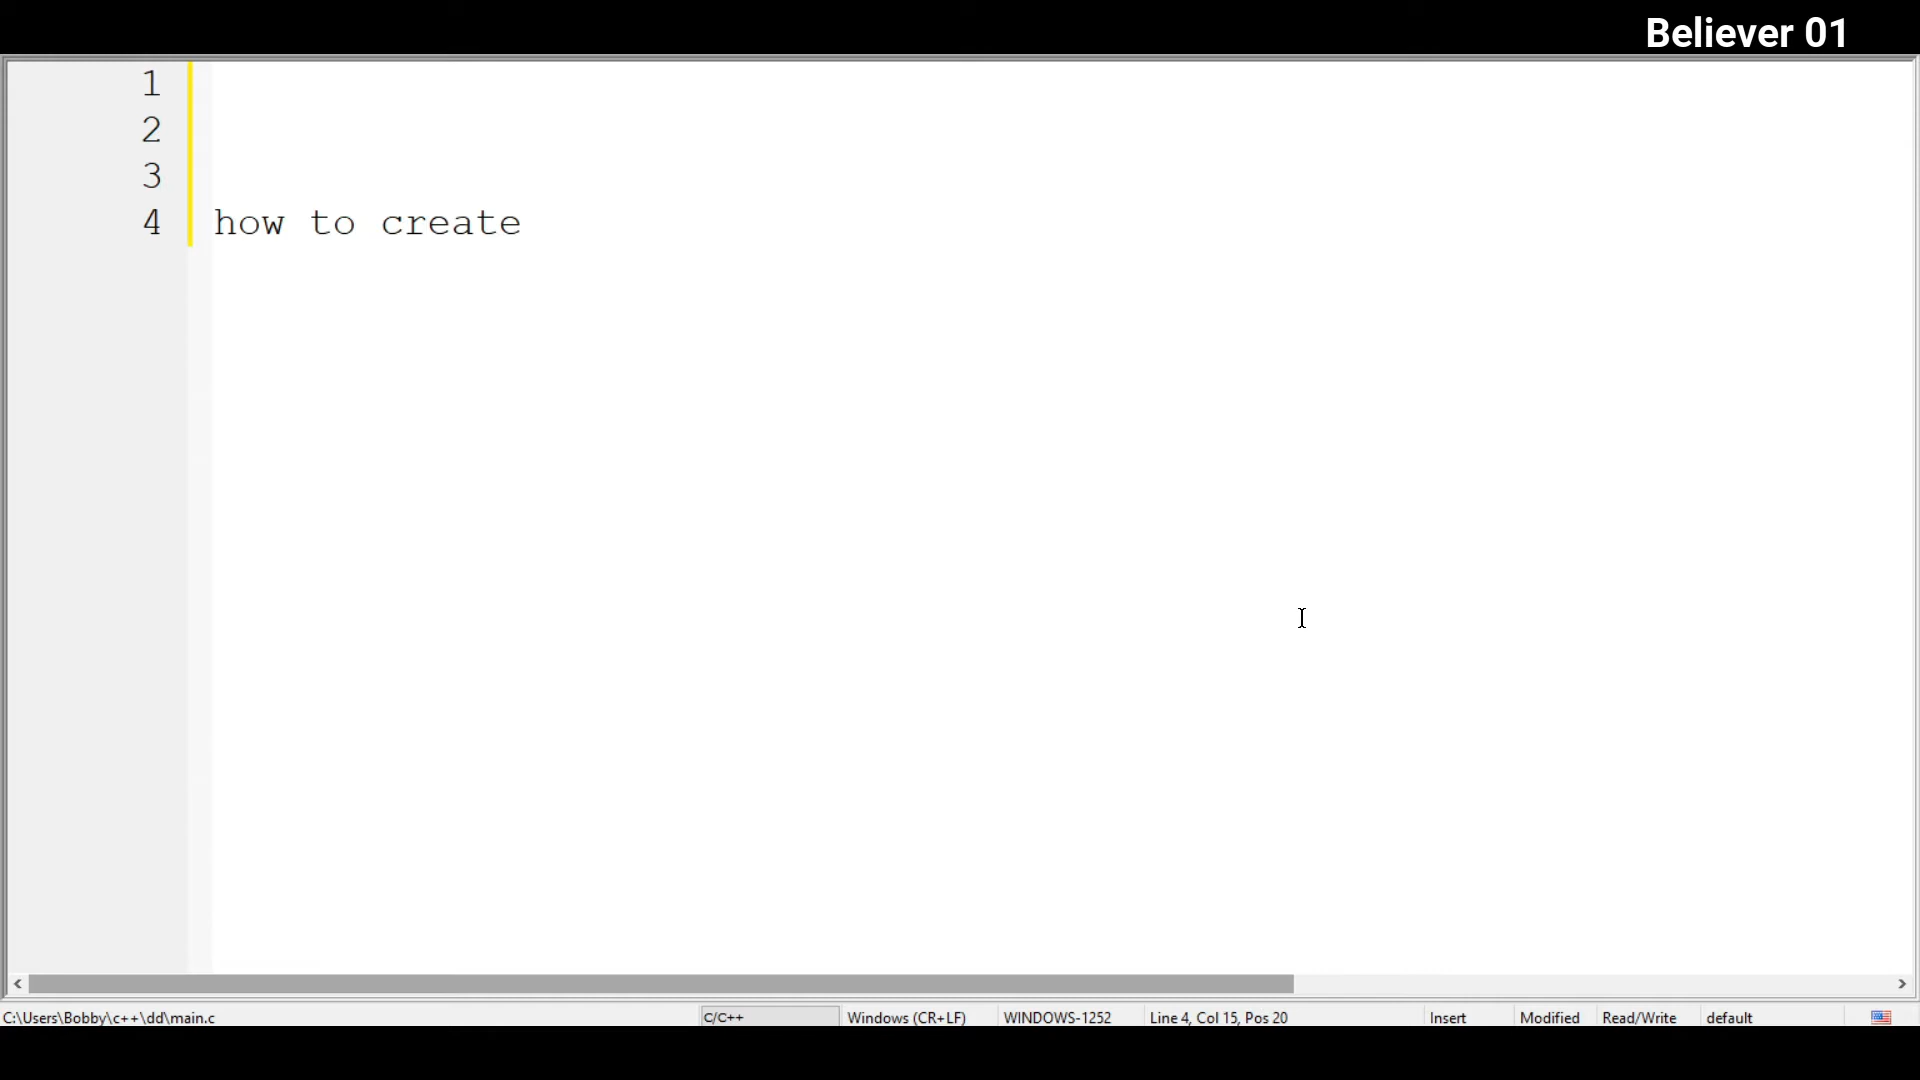 Believer 01
1
2
3
4 how to create
C:\Users\Bobby\c++\dd\main.c C/C++ Windows (CR+LF) WINDOWS-1252 Line 4, Col 15, Pos 20 Insert Modified Read/Write default